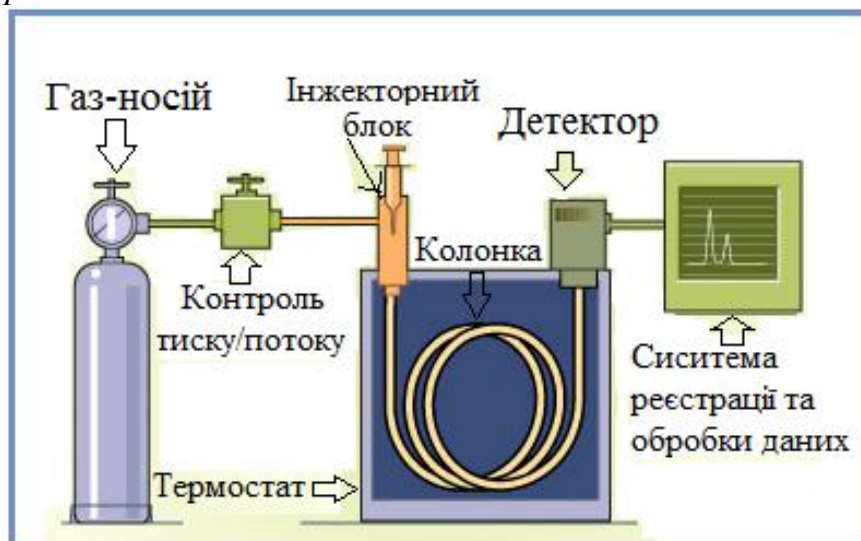 Газ-носій
Інжекторний
блок
Детектор
Колонка
Контроль
тиску/потоку
Сиситема
реєстрації та
обробки даних
Термостат